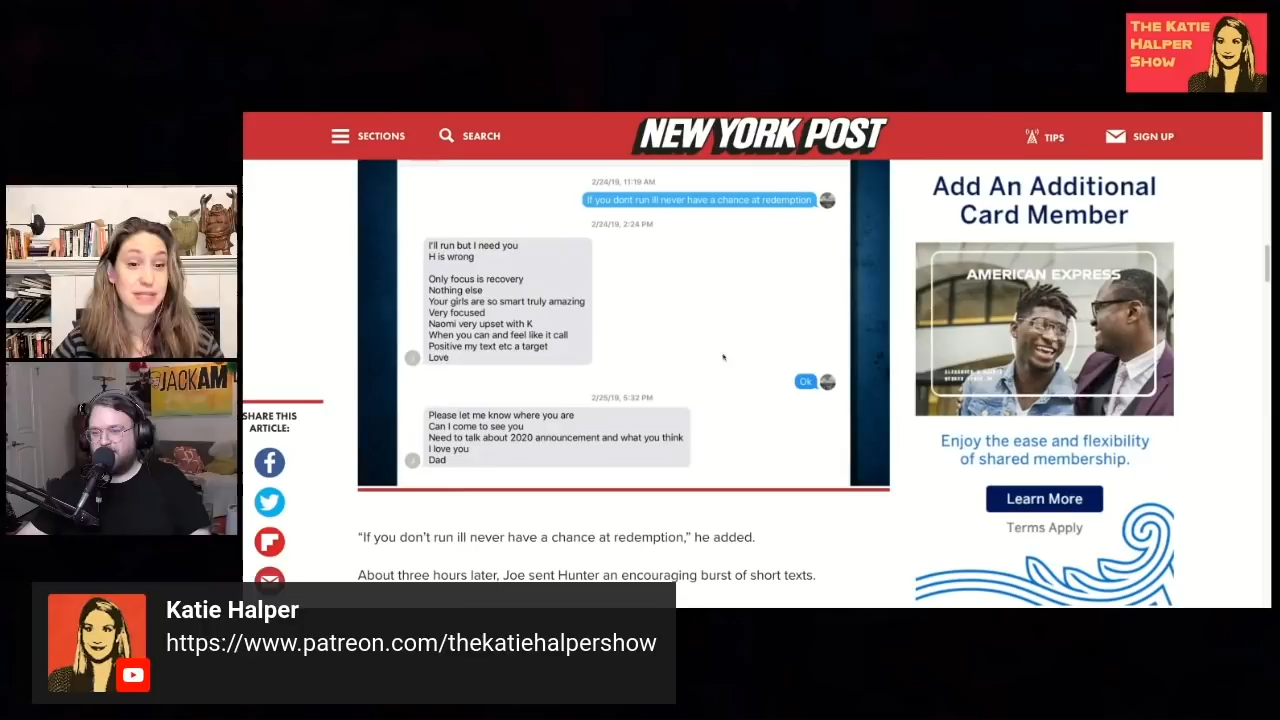 THE KATIE
HALPER
SHOW
SECTIONS
SEARCH
NEW YORK POST
TIPS
SIGN UP
2/24/19, 11:19 AM
If you dont run ill never have a chance at redemption
2/24/19, 2:24 PM
I'll run but I need you
H is wrong
Only focus is recovery
Nothing else
Your girls are so smart truly amazing
Very focused
Naomi very upset with K
When you can and feel like it call
Positive my text etc a target
Love
Ok
2/25/19, 5:32 PM
Please let me know where you are
Can I come to see you
Need to talk about 2020 announcement and what you think
I love you
Dad
“If you don’t run ill never have a chance at redemption,” he added.
About three hours later, Joe sent Hunter an encouraging burst of short texts.
SHARE THIS
ARTICLE:
Add An Additional
Card Member
AMERICAN EXPRESS
Enjoy the ease and flexibility
of shared membership.
Learn More
Terms Apply
JACKAM
Katie Halper
https://www.patreon.com/thekatiehalpershow